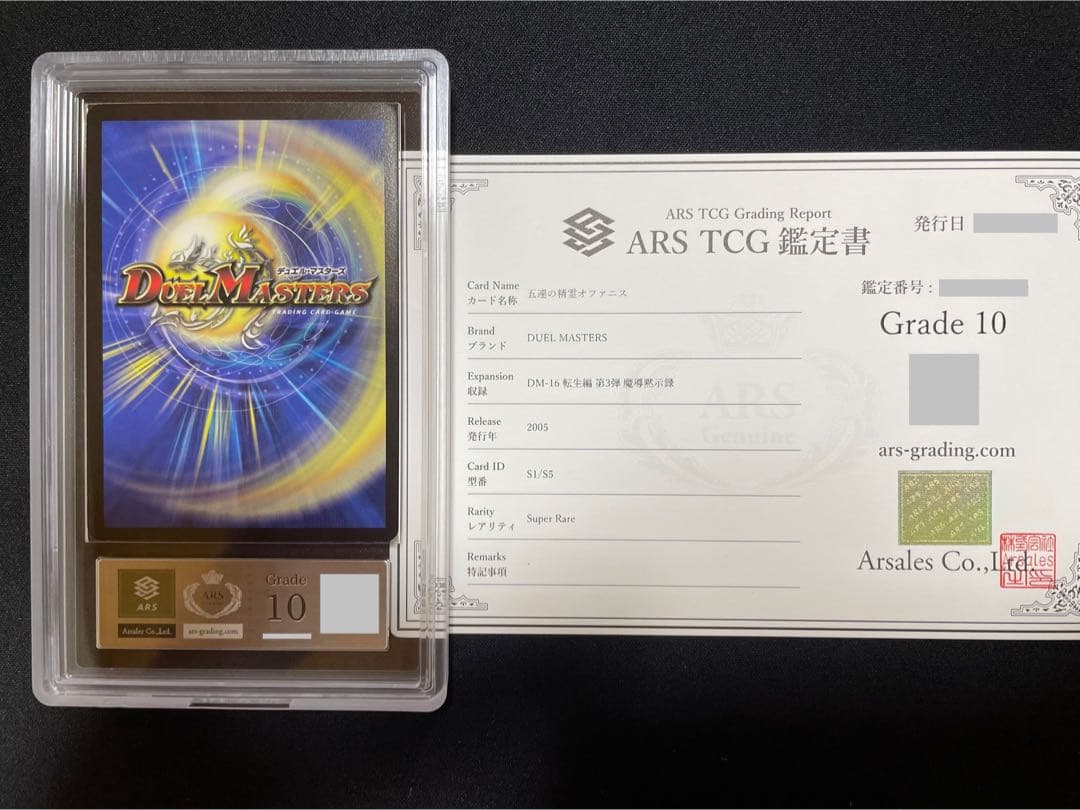 デュエル・マスターズ
DUEL MASTERS
TRADING CARD GAME
ARS
Arsales Co.,Ltd.
ARS
ars-grading.com
Grade
10
ARS TCG Grading Report
ARS TCG 鑑定書
発行日
鑑定番号 :
Grade 10
ars-grading.com
Arsales Co.,Ltd.
Card Name
カード名称 五連の精霊オファニス
Brand
ブランド DUEL MASTERS
Expansion
収録 DM-16 転生編 第3弾 魔導黙示録
Release
発行年 2005
Card ID
型番 S1/S5
Rarity
レアリティ Super Rare
Remarks
特記事項
ARS
Genuine